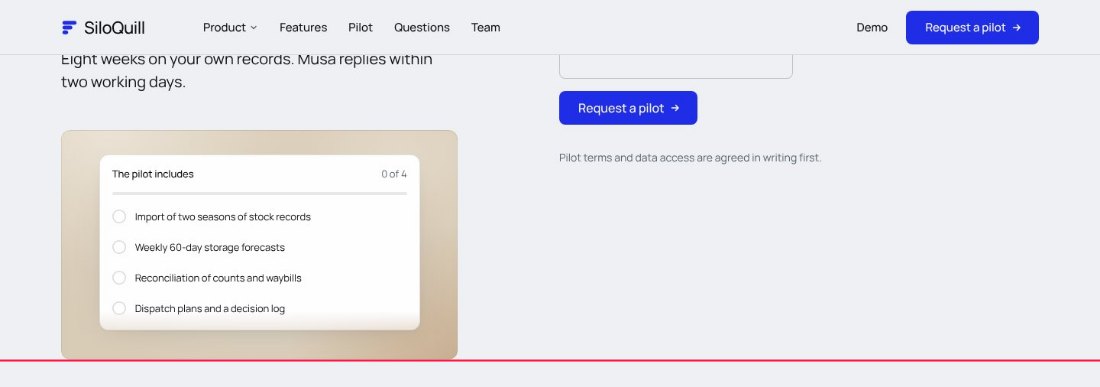 SiloQuill
Product
Features
Pilot
Questions
Team
Demo
Request a pilot
Eight weeks on your own records. Musa replies within
two working days.
The pilot includes
0 of 4
Import of two seasons of stock records
Weekly 60-day storage forecasts
Reconciliation of counts and waybills
Dispatch plans and a decision log
Request a pilot
Pilot terms and data access are agreed in writing first.